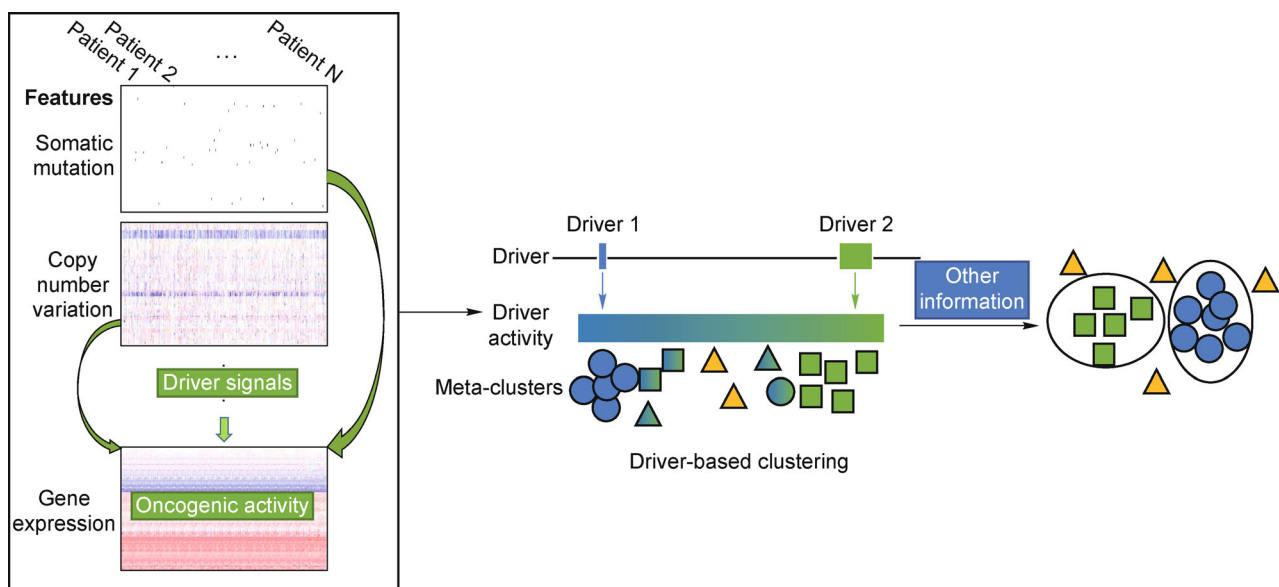 Patient 1
Patient 2
...
Patient N
Features
Somatic
mutation
Copy
number
variation
Driver signals
Gene
expression
Oncogenic activity
Driver 1
Driver 2
Driver
Other
information
Driver
activity
Meta-clusters
Driver-based clustering